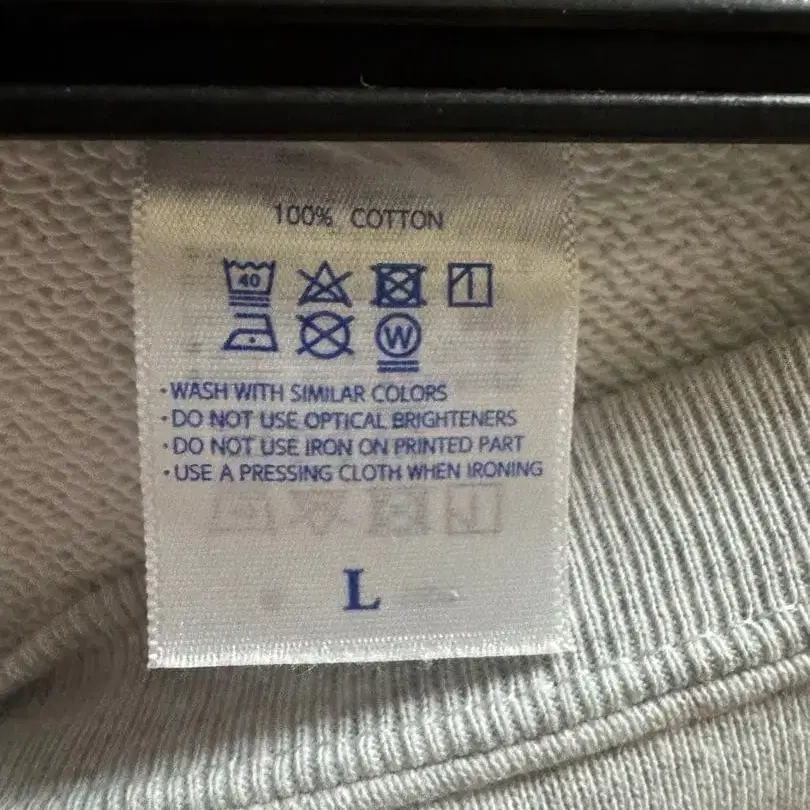 100% COTTON
40
W
·WASH WITH SIMILAR COLORS
·DO NOT USE OPTICAL BRIGHTENERS
·DO NOT USE IRON ON PRINTED PART
·USE A PRESSING CLOTH WHEN IRONING
L